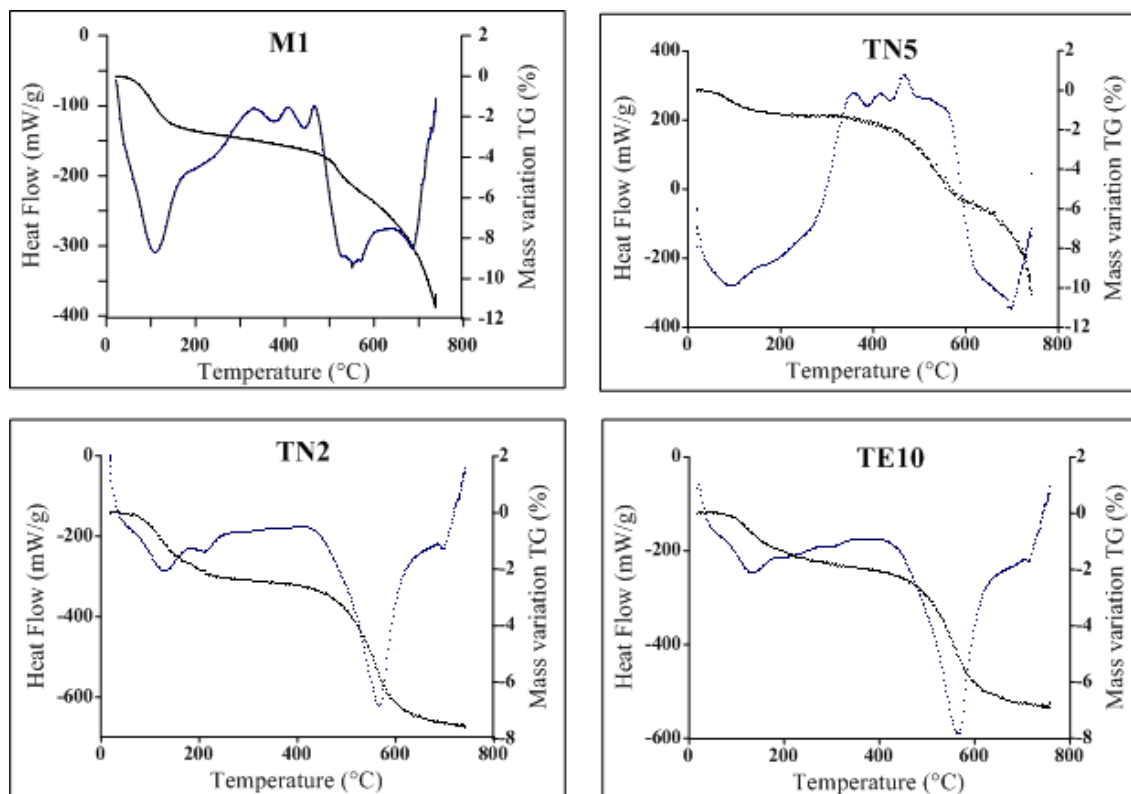 M1
Heat Flow (mW/g)
0
-50
-100
-200
-300
-400
Mass variation TG (%)
2
0
-2
-4
-6
-8
-10
-12
0 200 400 600 800
Temperature (°C)
TN5
Heat Flow (mW/g)
400
200
0
-200
-400
Mass variation TG (%)
2
0
-2
-4
-6
-8
-10
-12
0 200 400 600 800
Temperature (°C)
TN2
Heat Flow (mW/g)
0
-200
-400
-600
Mass variation TG (%)
2
0
-2
-4
-6
-8
0 200 400 600 800
Temperature (°C)
TE10
Heat Flow (mW/g)
0
-200
-400
-600
Mass variation TG (%)
2
0
-2
-4
-6
-8
0 200 400 600 800
Temperature (°C)